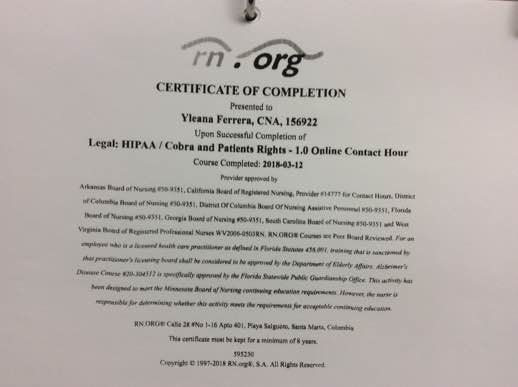 rn.org
CERTIFICATE OF COMPLETION
Presented to
Yleana Ferrera, CNA, 156922
Upon Successful Completion of
Legal: HIPAA / Cobra and Patients Rights - 1.0 Online Contact Hour
Course Completed: 2018-03-12
Provider approved by
Arkansas Board of Nursing #50-9351, California Board of Registered Nursing, Provider #14777 for Contact Hours, District
of Columbia Board of Nursing #50-9351, District Of Columbia Board Of Nursing Assistive Personnel #50-9351, Florida
Board of Nursing #50-9351, Georgia Board of Nursing #50-9351, South Carolina Board of Nursing #50-9351 and West
Virginia Board of Registered Professional Nurses WV2006-0503RN. RN.ORG® Courses are Peer Board Reviewed. For an
employee who is a licensed health care practitioner as defined in Florida Statutes 456.001, training that is sanctioned by
that practitioner's licensing board shall be considered to be approved by the Department of Elderly Affairs. Alzheimer's
Disease Course #20-304512 is specifically approved by the Florida Statewide Public Guardianship Office. This activity has
been designed to meet the Minnesota Board of Nursing continuing education requirements. However, the nurse is
responsible for determining whether this activity meets the requirements for acceptable continuing education.
RN.ORG® Calle 28 #No 1-16 Apto 401, Playa Salguero, Santa Marta, Colombia
This certificate must be kept for a minimum of 8 years.
595230
Copyright © 1997-2018 RN.org®, S.A. All Rights Reserved.